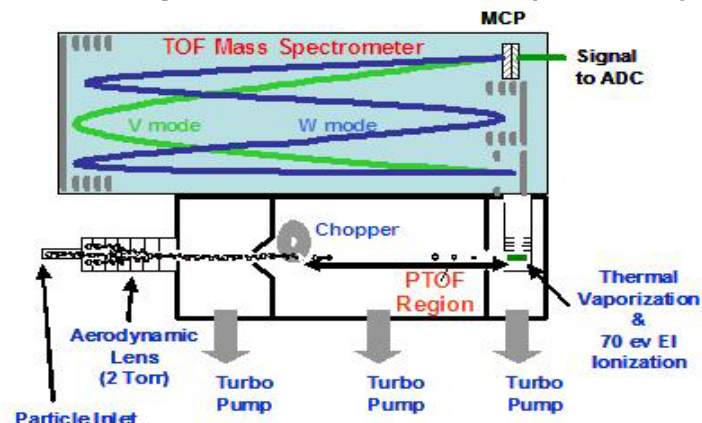 MCP
TOF Mass Spectrometer
Signal
to ADC
V mode
W mode
Chopper
PTOF
Region
Thermal
Vaporization
&
70 ev EI
Ionization
Aerodynamic
Lens
(2 Torr)
Turbo
Pump
Turbo
Pump
Turbo
Pump
Particle Inlet